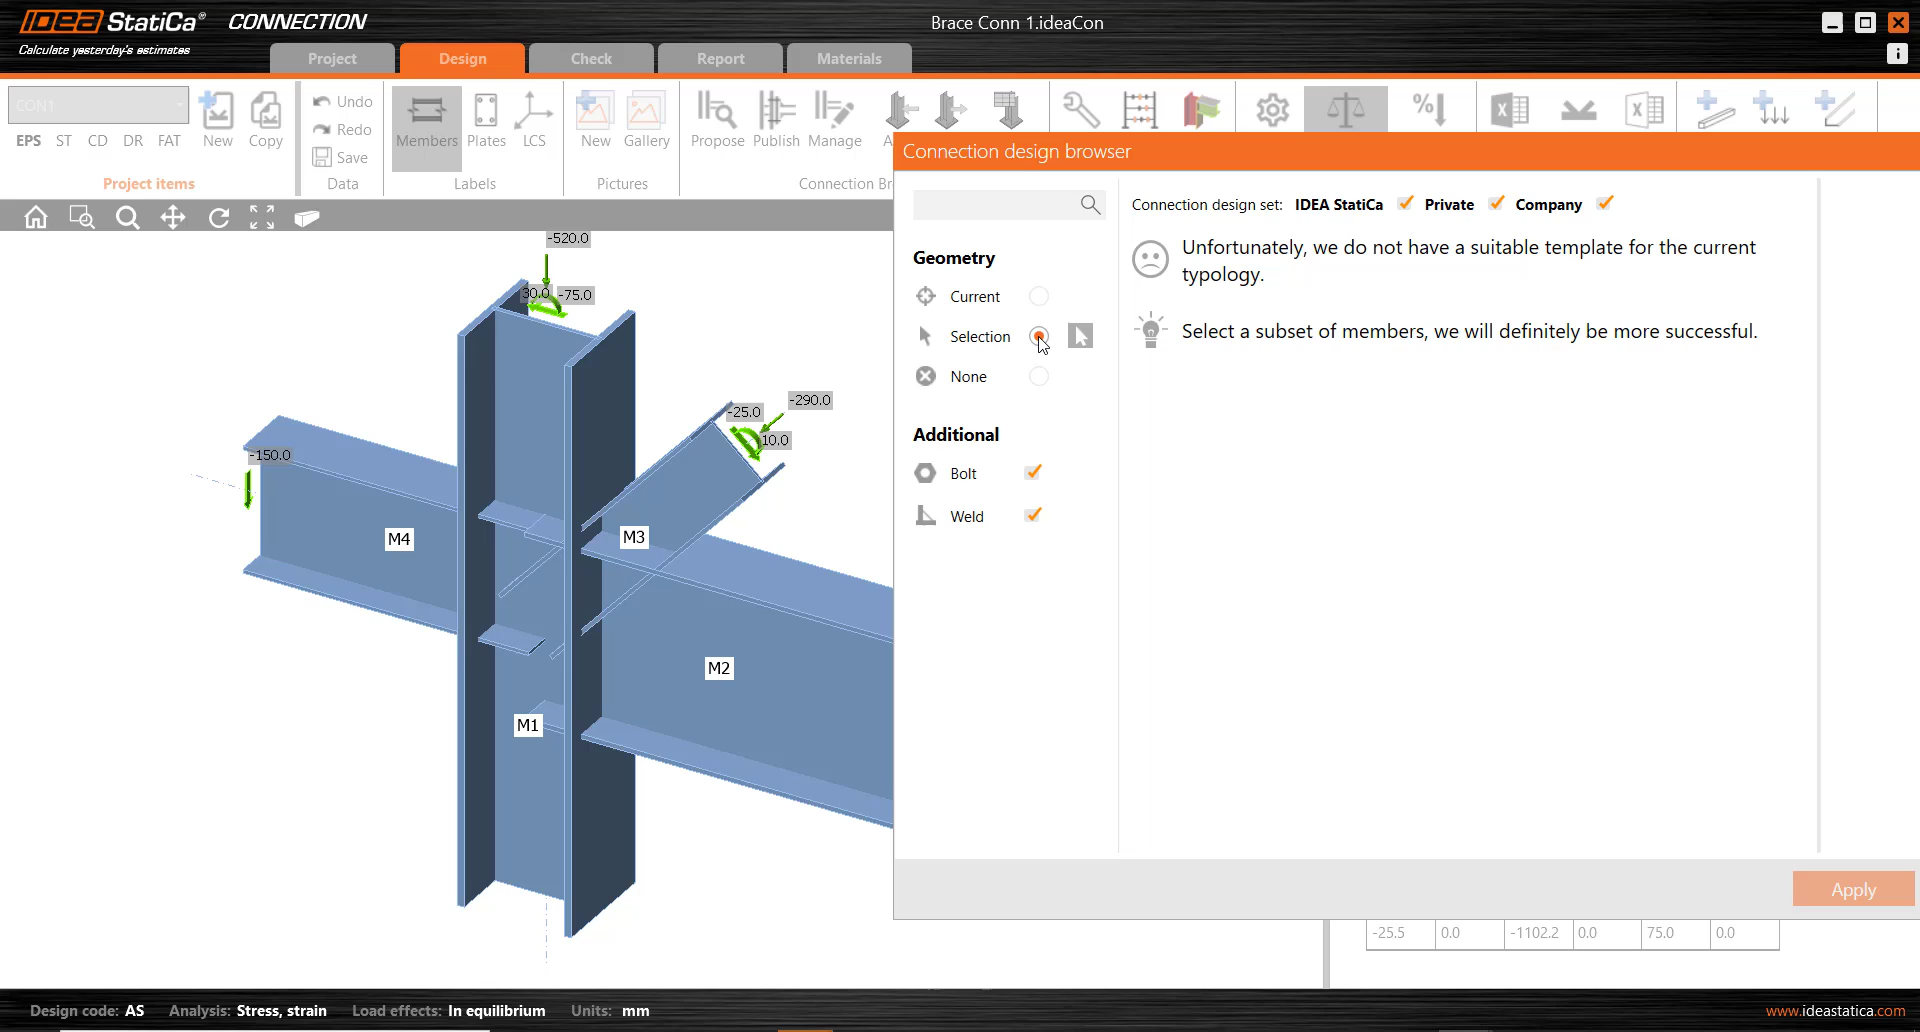 IDEA StatiCa® CONNECTION
Calculate yesterday's estimates
Brace Conn 1.ideaCon
i
Project
Design
Check
Report
Materials
CON1
EPS ST CD DR FAT
New
Copy
Project items
Undo
Redo
Save
Data
Members
Plates
LCS
Labels
New
Gallery
Pictures
Propose
Publish
Manage
Connection Br
Connection design browser
Connection design set: IDEA StatiCa Private Company
Unfortunately, we do not have a suitable template for the current
typology.
Select a subset of members, we will definitely be more successful.
Geometry
Current
Selection
None
Additional
Bolt
Weld
Apply
-520.0
30.0
-75.0
-290.0
-25.0
10.0
-150.0
M4
M3
M2
M1
-25.5 0.0 -1102.2 0.0 75.0 0.0
Design code: AS Analysis: Stress, strain Load effects: In equilibrium Units: mm
www.ideastatica.com